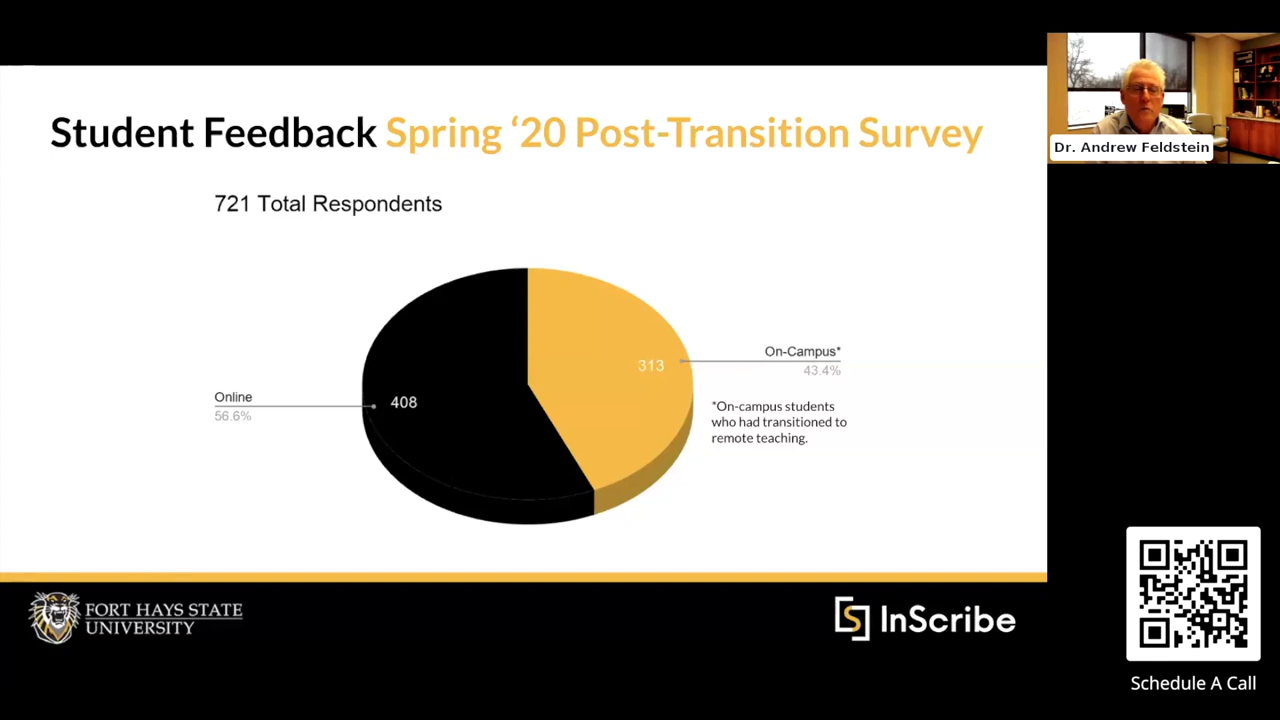 Student Feedback Spring ‘20 Post-Transition Survey
Dr. Andrew Feldstein
721 Total Respondents
313
On-Campus*
43.4%
Online
56.6%
408
*On-campus students
who had transitioned to
remote teaching.
FORT HAYS STATE
UNIVERSITY
InScribe
Schedule A Call